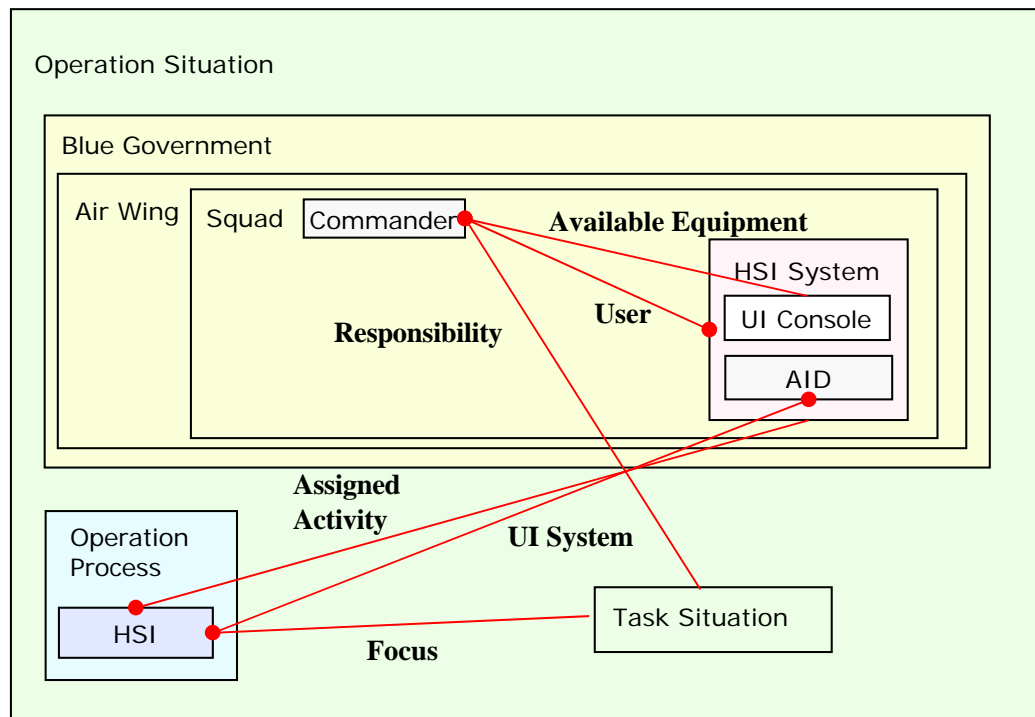 Operation Situation
Blue Government
Air Wing
Squad
Commander
Available Equipment
HSI System
User
UI Console
Responsibility
AID
Assigned
Activity
UI System
Operation
Process
HSI
Task Situation
Focus